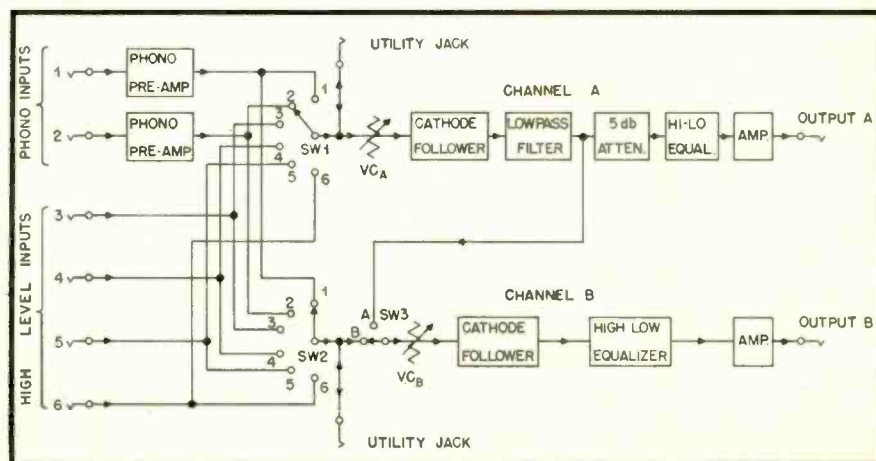 PHONO INPUTS
1
PHONO
PRE-AMP
2
PHONO
PRE-AMP
HIGH LEVEL INPUTS
3
4
5
6
UTILITY JACK
1
2
3
4
5
6
SW1
VCA
CHANNEL A
CATHODE
FOLLOWER
LOWPASS
FILTER
5 db
ATTEN.
HI-LO
EQUAL.
AMP.
OUTPUT A
1
2
3
4
5
6
SW2
A
B
SW3
VCB
CHANNEL B
CATHODE
FOLLOWER
HIGH LOW
EQUALIZER
AMP.
OUTPUT B
UTILITY JACK